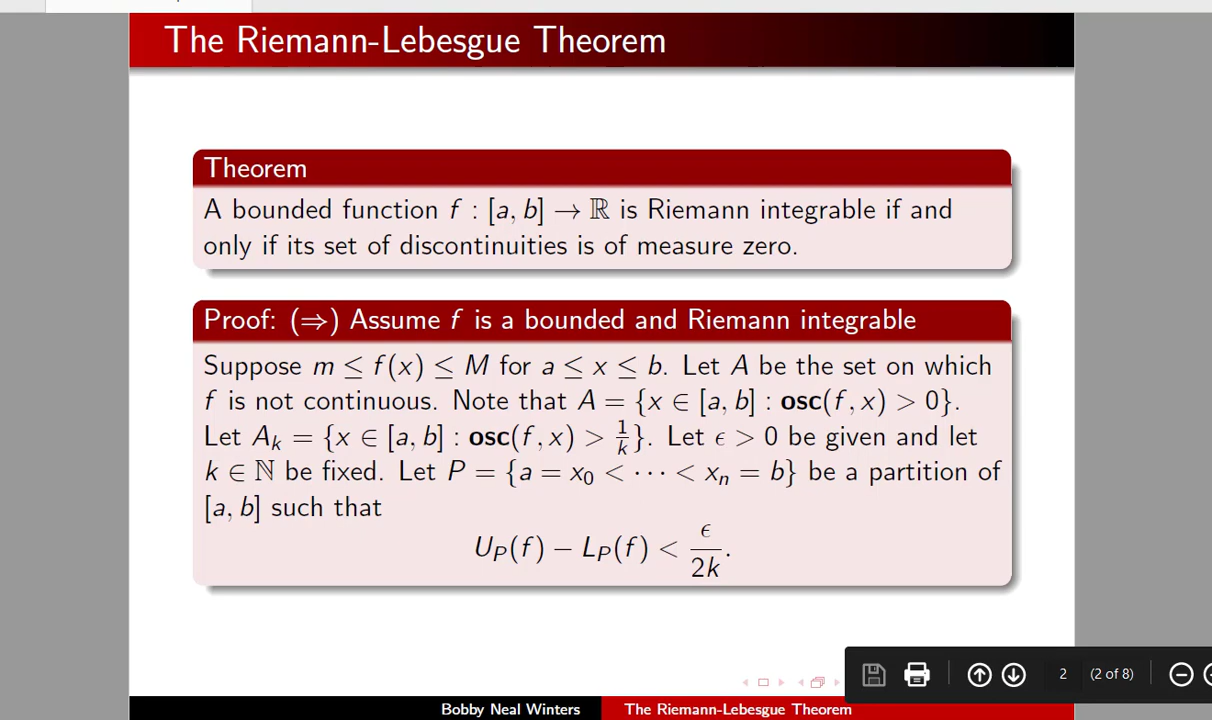 The Riemann-Lebesgue Theorem
Theorem
A bounded function f : [a, b] → ℝ is Riemann integrable if and
only if its set of discontinuities is of measure zero.
Proof: (⇒) Assume f is a bounded and Riemann integrable
Suppose m ≤ f(x) ≤ M for a ≤ x ≤ b. Let A be the set on which
f is not continuous. Note that A = {x ∈ [a, b] : osc(f, x) > 0}.
Let A_k = {x ∈ [a, b] : osc(f, x) > 1/k}. Let ϵ > 0 be given and let
k ∈ ℕ be fixed. Let P = {a = x_0 < ⋯ < x_n = b} be a partition of
[a, b] such that
U_P(f) − L_P(f) < ϵ/2k.
2 (2 of 8)
Bobby Neal Winters The Riemann-Lebesgue Theorem